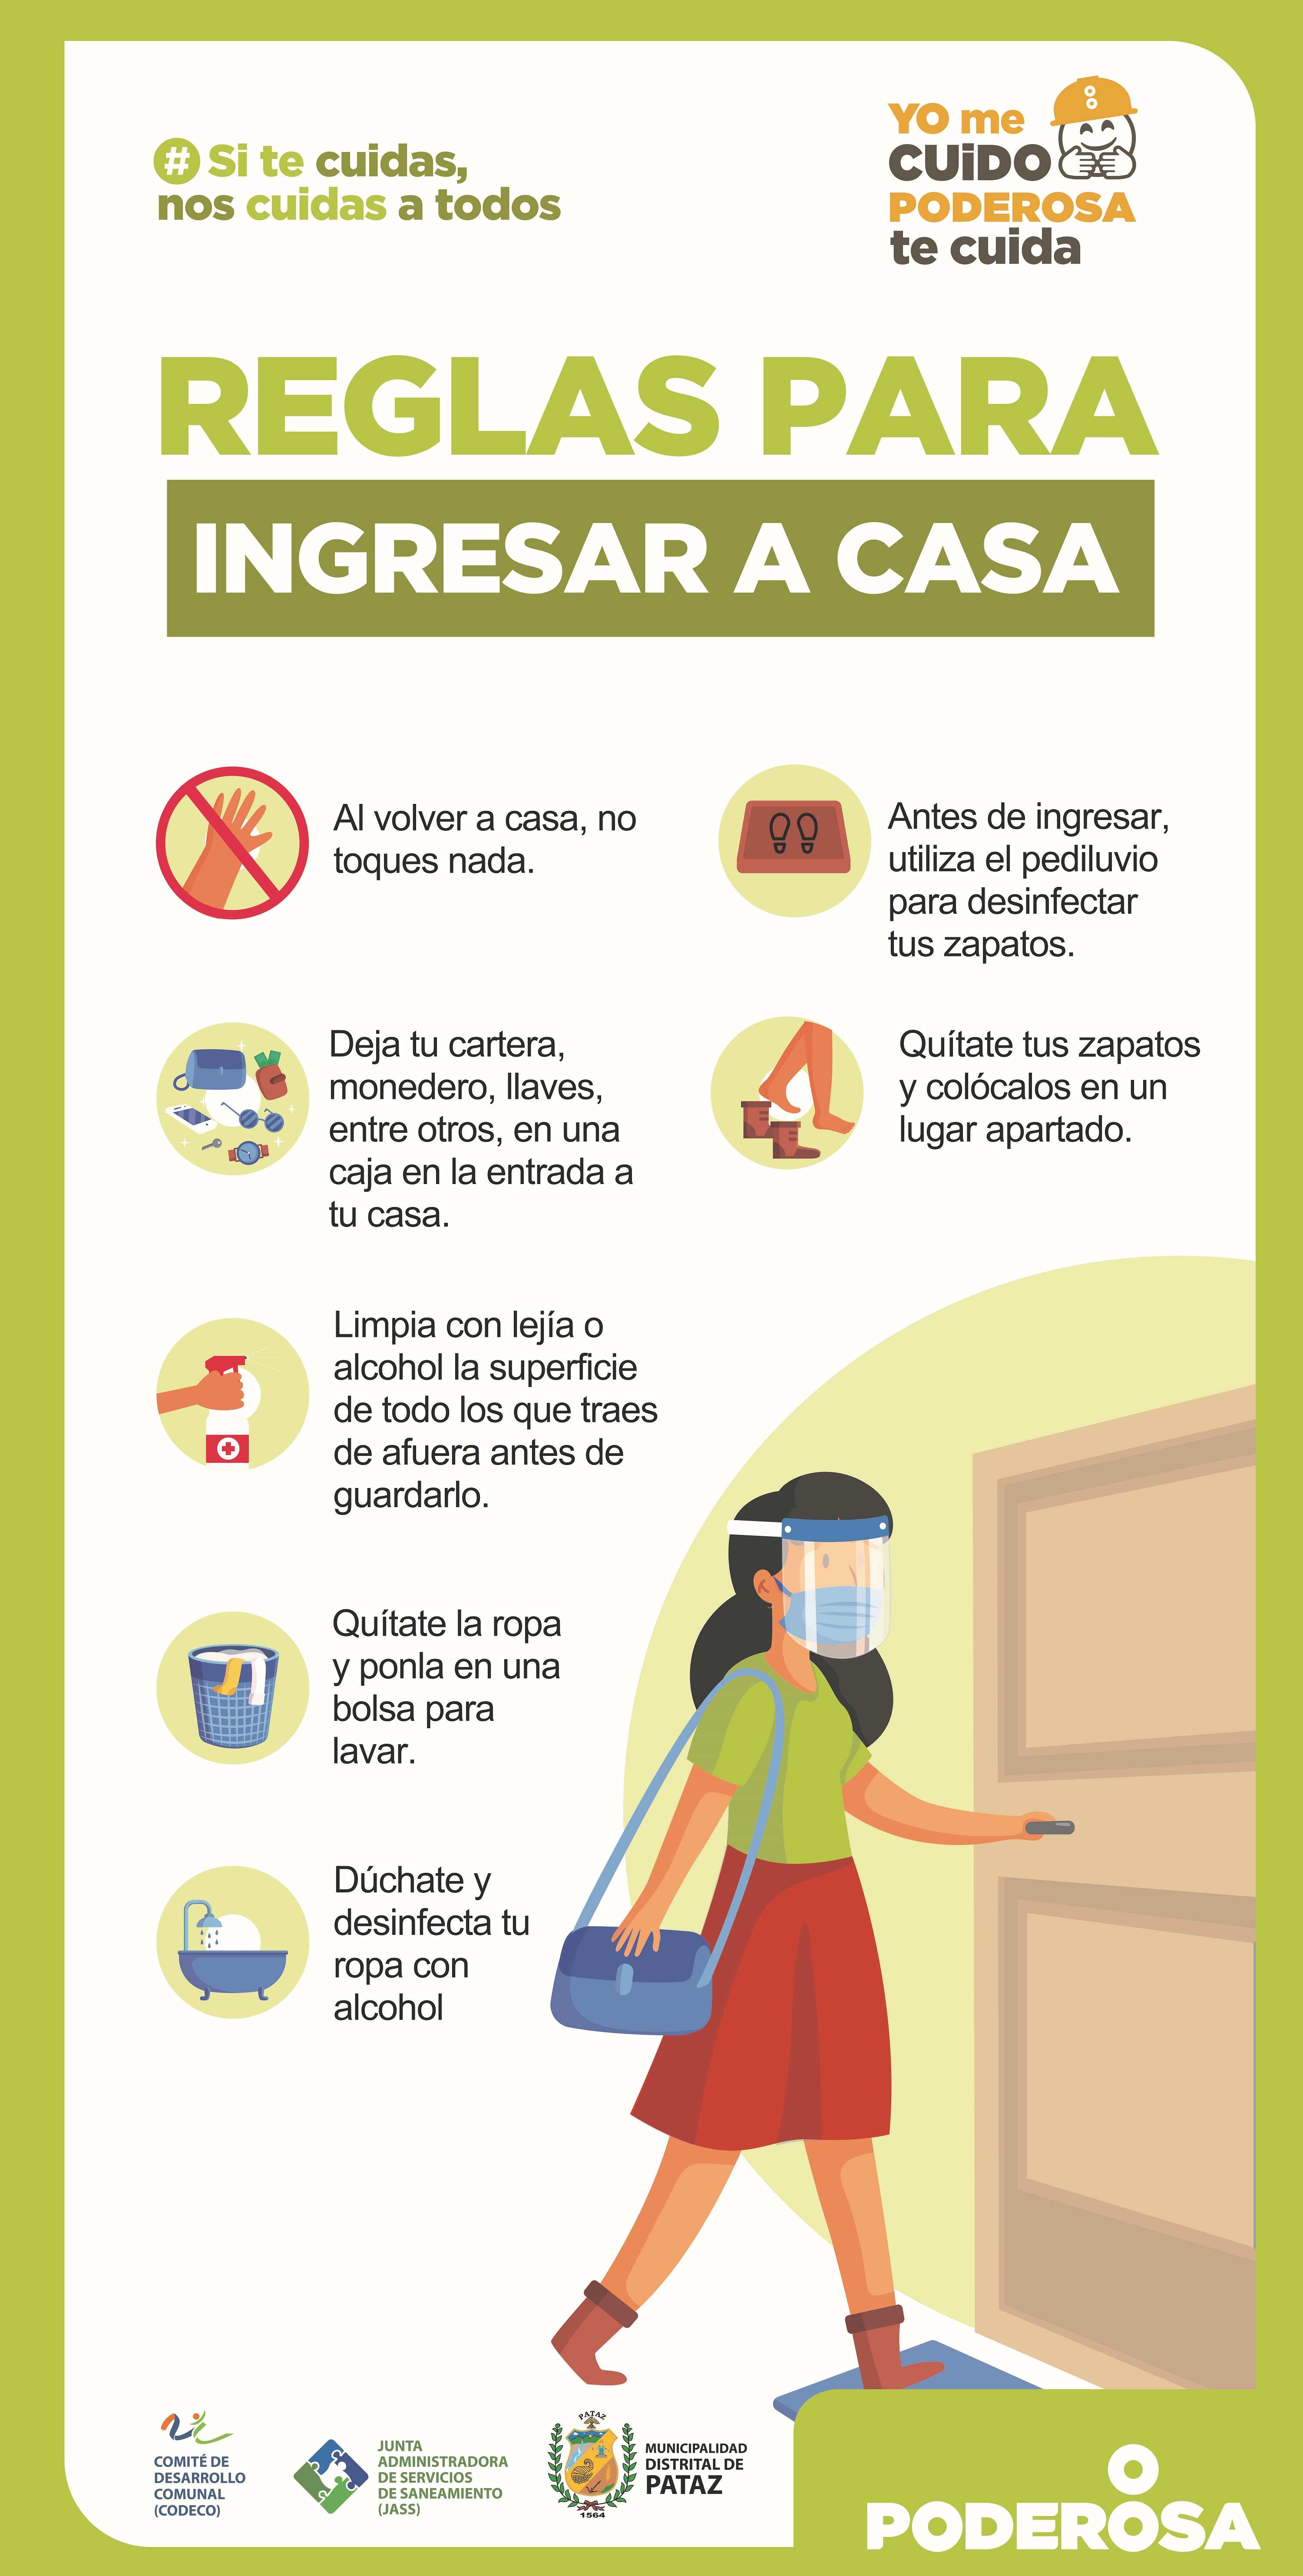 # Si te cuidas,
nos cuidas a todos
YO me
CUiDO
PODEROSA
te cuida
REGLAS PARA
INGRESAR A CASA
Al volver a casa, no
toques nada.
Antes de ingresar,
utiliza el pediluvio
para desinfectar
tus zapatos.
Deja tu cartera,
monedero, llaves,
entre otros, en una
caja en la entrada a
tu casa.
Quítate tus zapatos
y colócalos en un
lugar apartado.
Limpia con lejía o
alcohol la superficie
de todo los que traes
de afuera antes de
guardarlo.
Quítate la ropa
y ponla en una
bolsa para
lavar.
Dúchate y
desinfecta tu
ropa con
alcohol
COMITÉ DE
DESARROLLO
COMUNAL
(CODECO)
JUNTA
ADMINISTRADORA
DE SERVICIOS
DE SANEAMIENTO
(JASS)
PATAZ
1564
MUNICIPALIDAD
DISTRITAL DE
PATAZ
PODEROSA